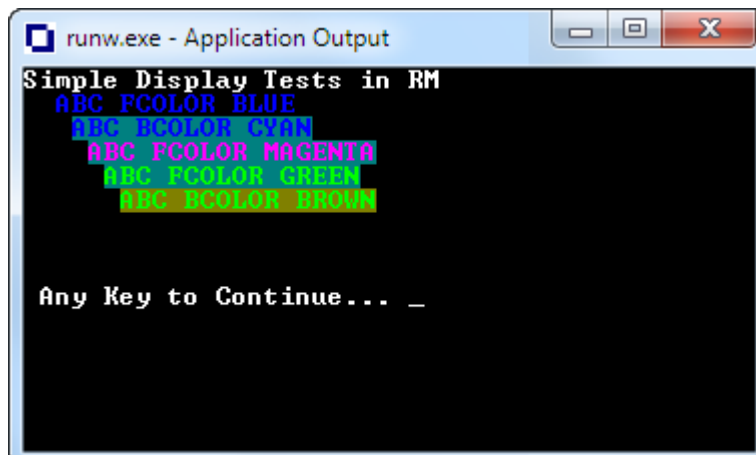 runw.exe - Application Output
Simple Display Tests in RM
ABC FCOLOR BLUE
ABC BCOLOR CYAN
ABC FCOLOR MAGENTA
ABC FCOLOR GREEN
ABC BCOLOR BROWN
Any Key to Continue... _